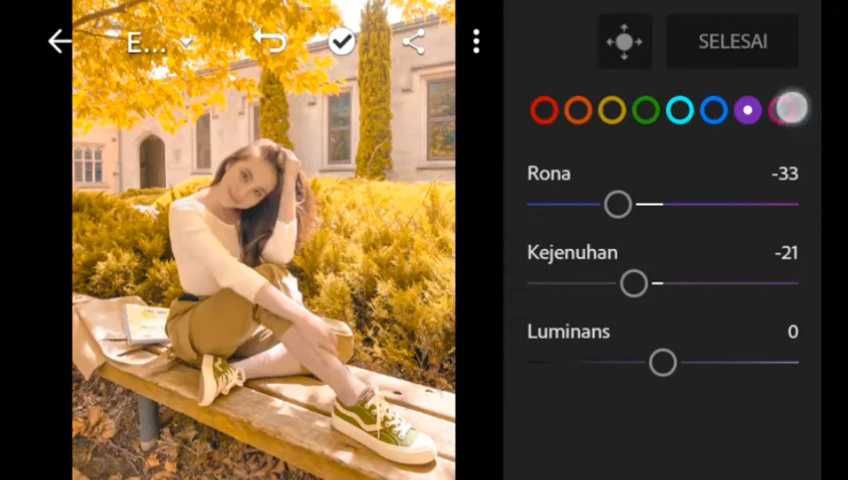 E...
SELESAI
Rona -33
Kejenuhan -21
Luminans 0